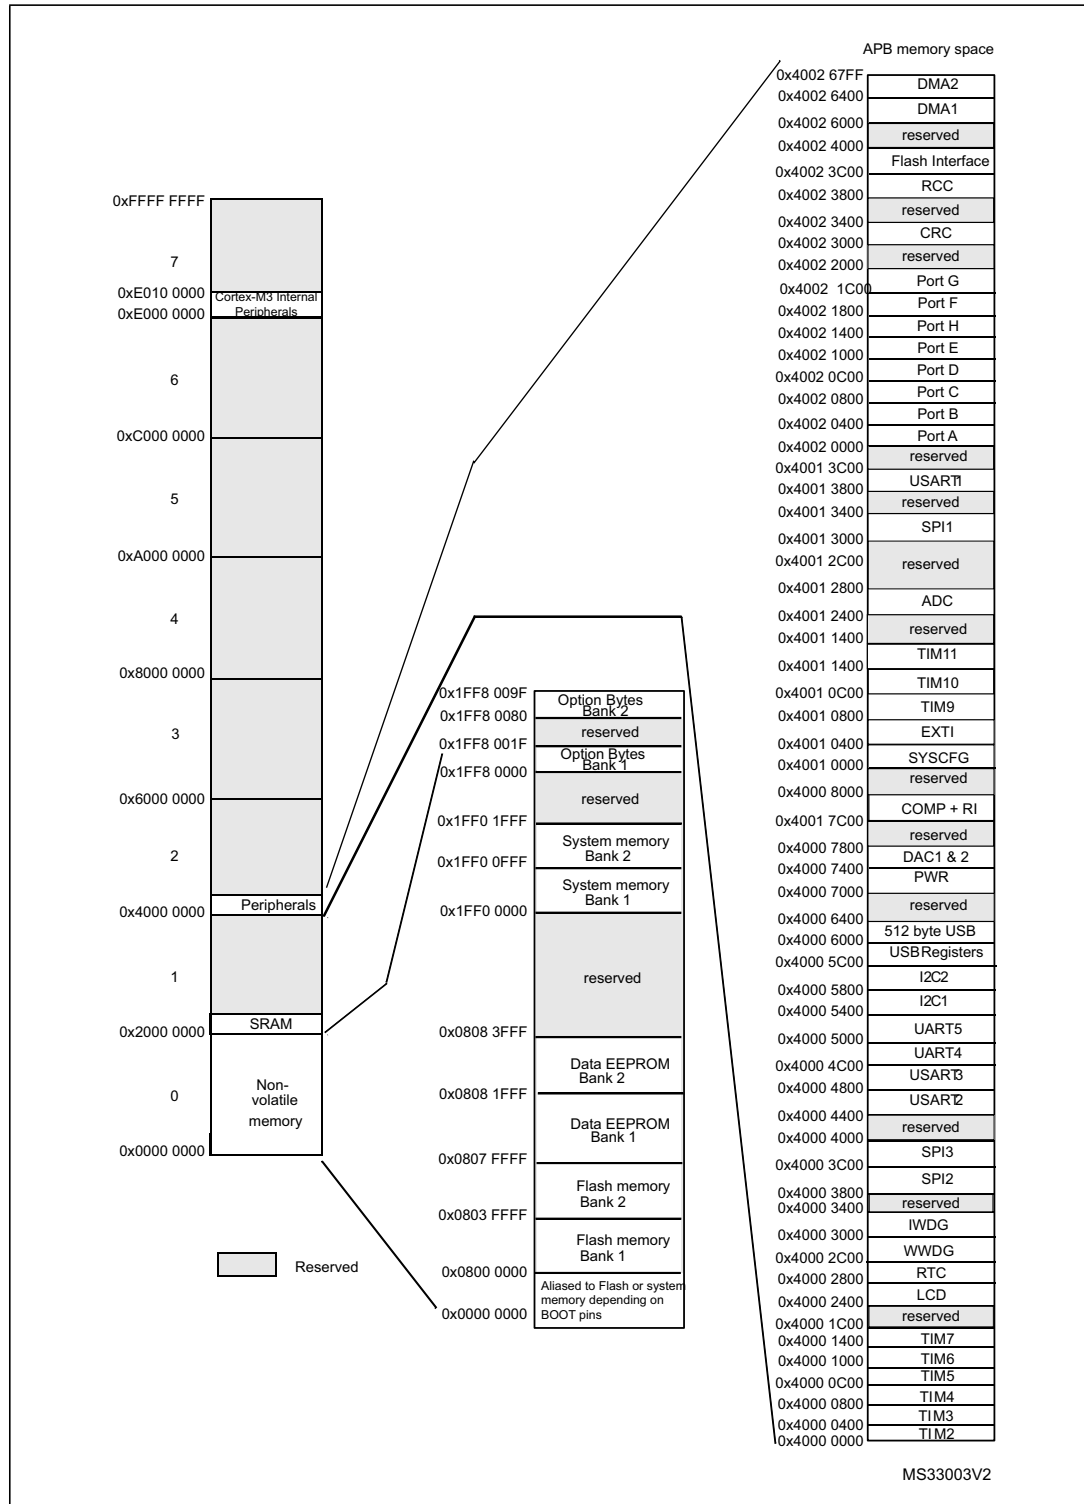 APB memory space
0xFFFF FFFF
7
0xE010 0000
Cortex-M3 Internal
Peripherals
0xE000 0000
6
0xC000 0000
5
0xA000 0000
4
0x8000 0000
3
0x6000 0000
2
Peripherals
0x4000 0000
1
SRAM
0x2000 0000
Non-
volatile
memory
0
0x0000 0000
Reserved
0x1FF8 009F
Option Bytes
Bank 2
0x1FF8 0080
reserved
0x1FF8 001F
Option Bytes
Bank 1
0x1FF8 0000
reserved
0x1FF0 1FFF
System memory
Bank 2
0x1FF0 0FFF
System memory
Bank 1
0x1FF0 0000
reserved
0x0808 3FFF
Data EEPROM
Bank 2
0x0808 1FFF
Data EEPROM
Bank 1
0x0807 FFFF
Flash memory
Bank 2
0x0803 FFFF
Flash memory
Bank 1
0x0800 0000
Aliased to Flash or system
memory depending on
BOOT pins
0x0000 0000
0x4002 67FF
DMA2
0x4002 6400
DMA1
0x4002 6000
reserved
0x4002 4000
Flash Interface
0x4002 3C00
RCC
0x4002 3800
reserved
0x4002 3400
CRC
0x4002 3000
reserved
0x4002 2000
Port G
0x4002 1C00
Port F
0x4002 1800
Port H
0x4002 1400
Port E
0x4002 1000
Port D
0x4002 0C00
Port C
0x4002 0800
Port B
0x4002 0400
Port A
0x4002 0000
reserved
0x4001 3C00
USART1
0x4001 3800
reserved
0x4001 3400
SPI1
0x4001 3000
0x4001 2C00
reserved
0x4001 2800
ADC
0x4001 2400
reserved
0x4001 1400
TIM11
0x4001 1400
TIM10
0x4001 0C00
TIM9
0x4001 0800
EXTI
0x4001 0400
SYSCFG
0x4001 0000
reserved
0x4000 8000
COMP + RI
0x4001 7C00
reserved
0x4000 7800
DAC1 & 2
0x4000 7400
PWR
0x4000 7000
reserved
0x4000 6400
512 byte USB
0x4000 6000
USB Registers
0x4000 5C00
I2C2
0x4000 5800
I2C1
0x4000 5400
UART5
0x4000 5000
UART4
0x4000 4C00
USART3
0x4000 4800
USART2
0x4000 4400
reserved
0x4000 4000
SPI3
0x4000 3C00
SPI2
0x4000 3800
reserved
0x4000 3400
IWDG
0x4000 3000
WWDG
0x4000 2C00
RTC
0x4000 2800
LCD
0x4000 2400
reserved
0x4000 1C00
TIM7
0x4000 1400
TIM6
0x4000 1000
TIM5
0x4000 0C00
TIM4
0x4000 0800
TIM3
0x4000 0400
TIM2
0x4000 0000
MS33003V2